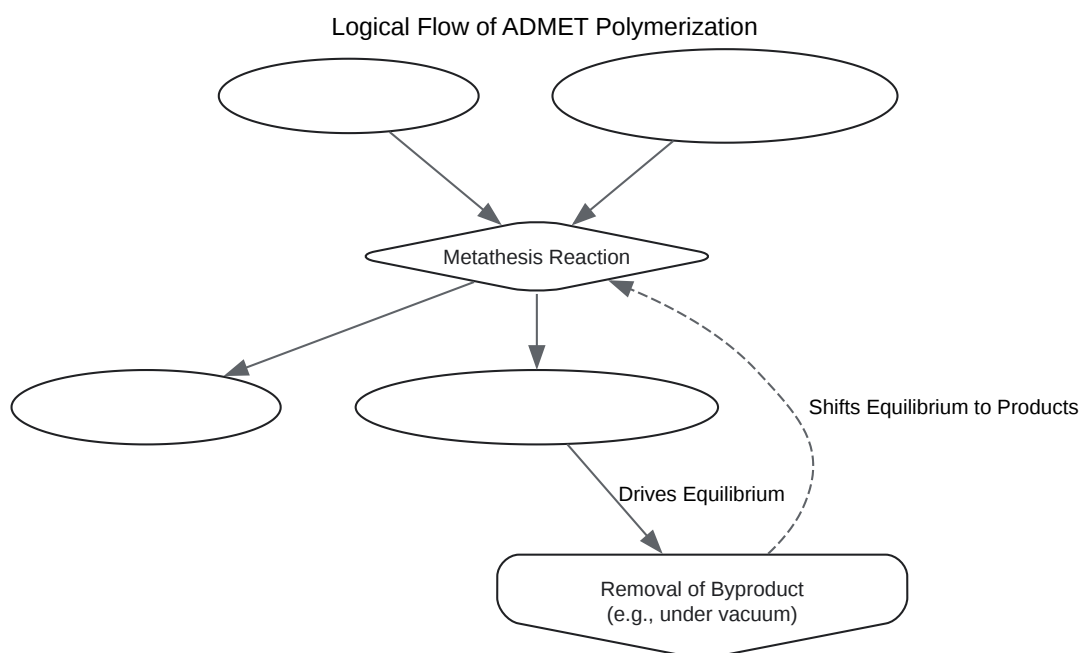 Logical Flow of ADMET Polymerization
Metathesis Reaction
Shifts Equilibrium to Products
Drives Equilibrium
Removal of Byproduct
(e.g., under vacuum)